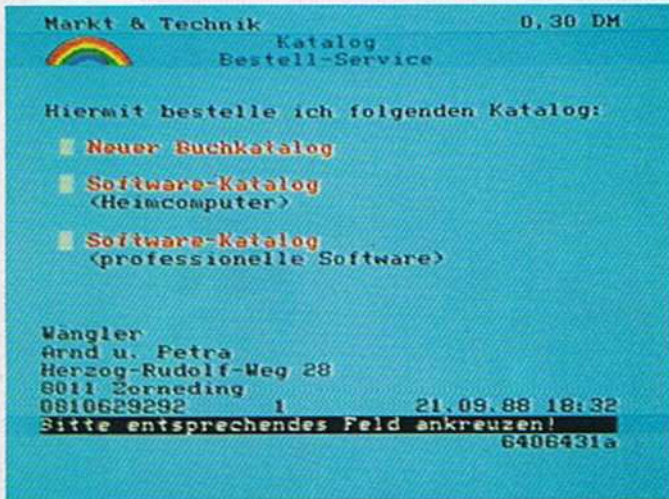 Markt & Technik 0,30 DM
Katalog
Bestell-Service
Hiermit bestelle ich folgenden Katalog:
Neuer Buchkatalog
Software-Katalog
<Heimcomputer>
Software-Katalog
<professionelle Software>
Wängler
Arnd u. Petra
Herzog-Rudolf-Weg 28
8011 Zorneding
0810629292 1 21.09.88 18:32
Bitte entsprechendes Feld ankreuzen!
6406431a